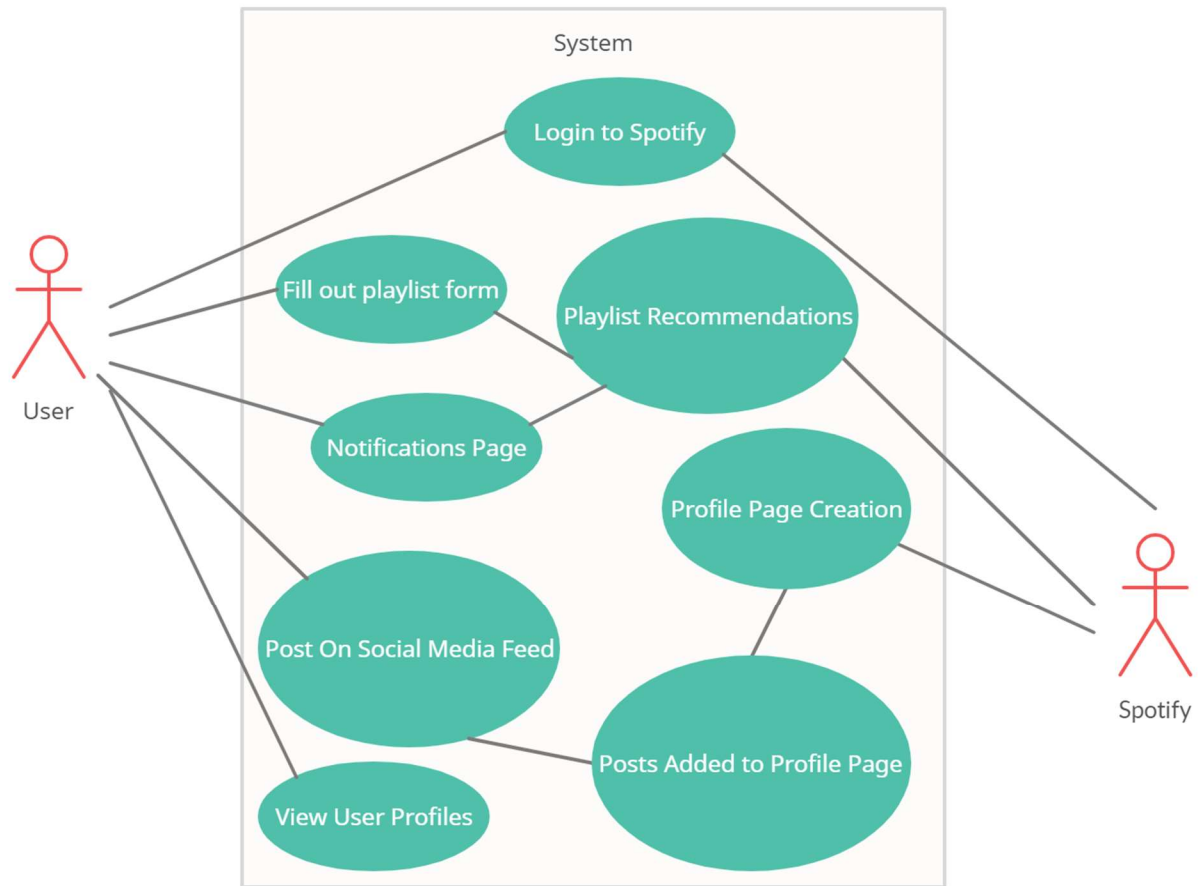 System
Login to Spotify
Fill out playlist form
Playlist Recommendations
User
Notifications Page
Profile Page Creation
Post On Social Media Feed
Spotify
Posts Added to Profile Page
View User Profiles